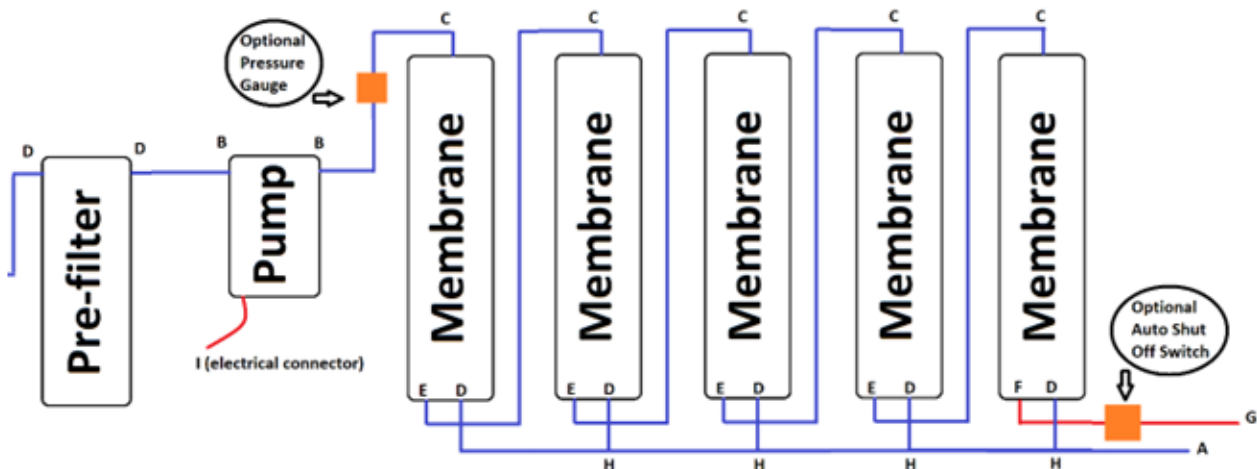 C
C
C
C
C
Optional
Pressure
Gauge
D
D
B
B
Pre-filter
Pump
Membrane
Membrane
Membrane
Membrane
Membrane
I (electrical connector)
Optional
Auto Shut
Off Switch
E D
E D
E D
E D
F D
G
A
H
H
H
H